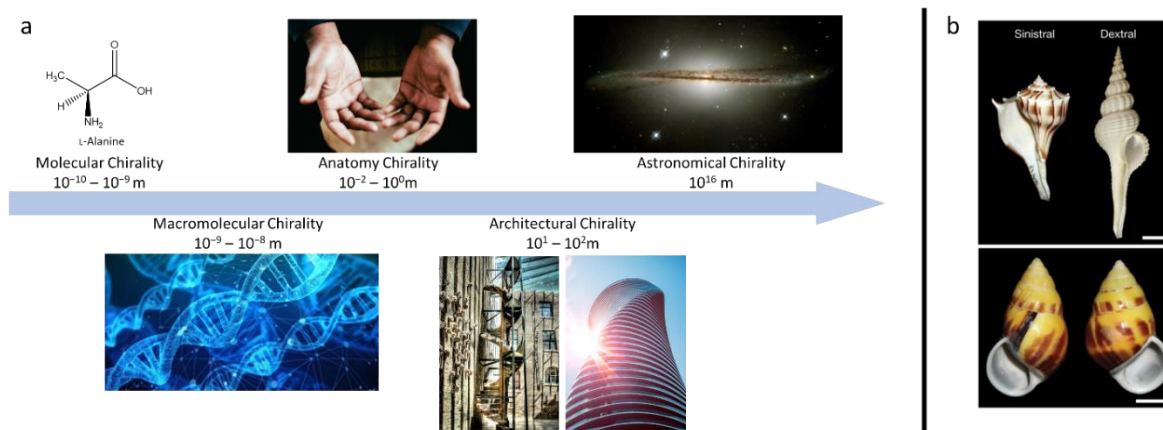 a
O
H₃C
OH
H
NH₂
L-Alanine
Molecular Chirality
10⁻¹⁰ – 10⁻⁹ m
Anatomy Chirality
10⁻² – 10⁰m
Astronomical Chirality
10¹⁶ m
Macromolecular Chirality
10⁻⁹ – 10⁻⁸ m
Architectural Chirality
10¹ – 10²m
b
Sinistral Dextral